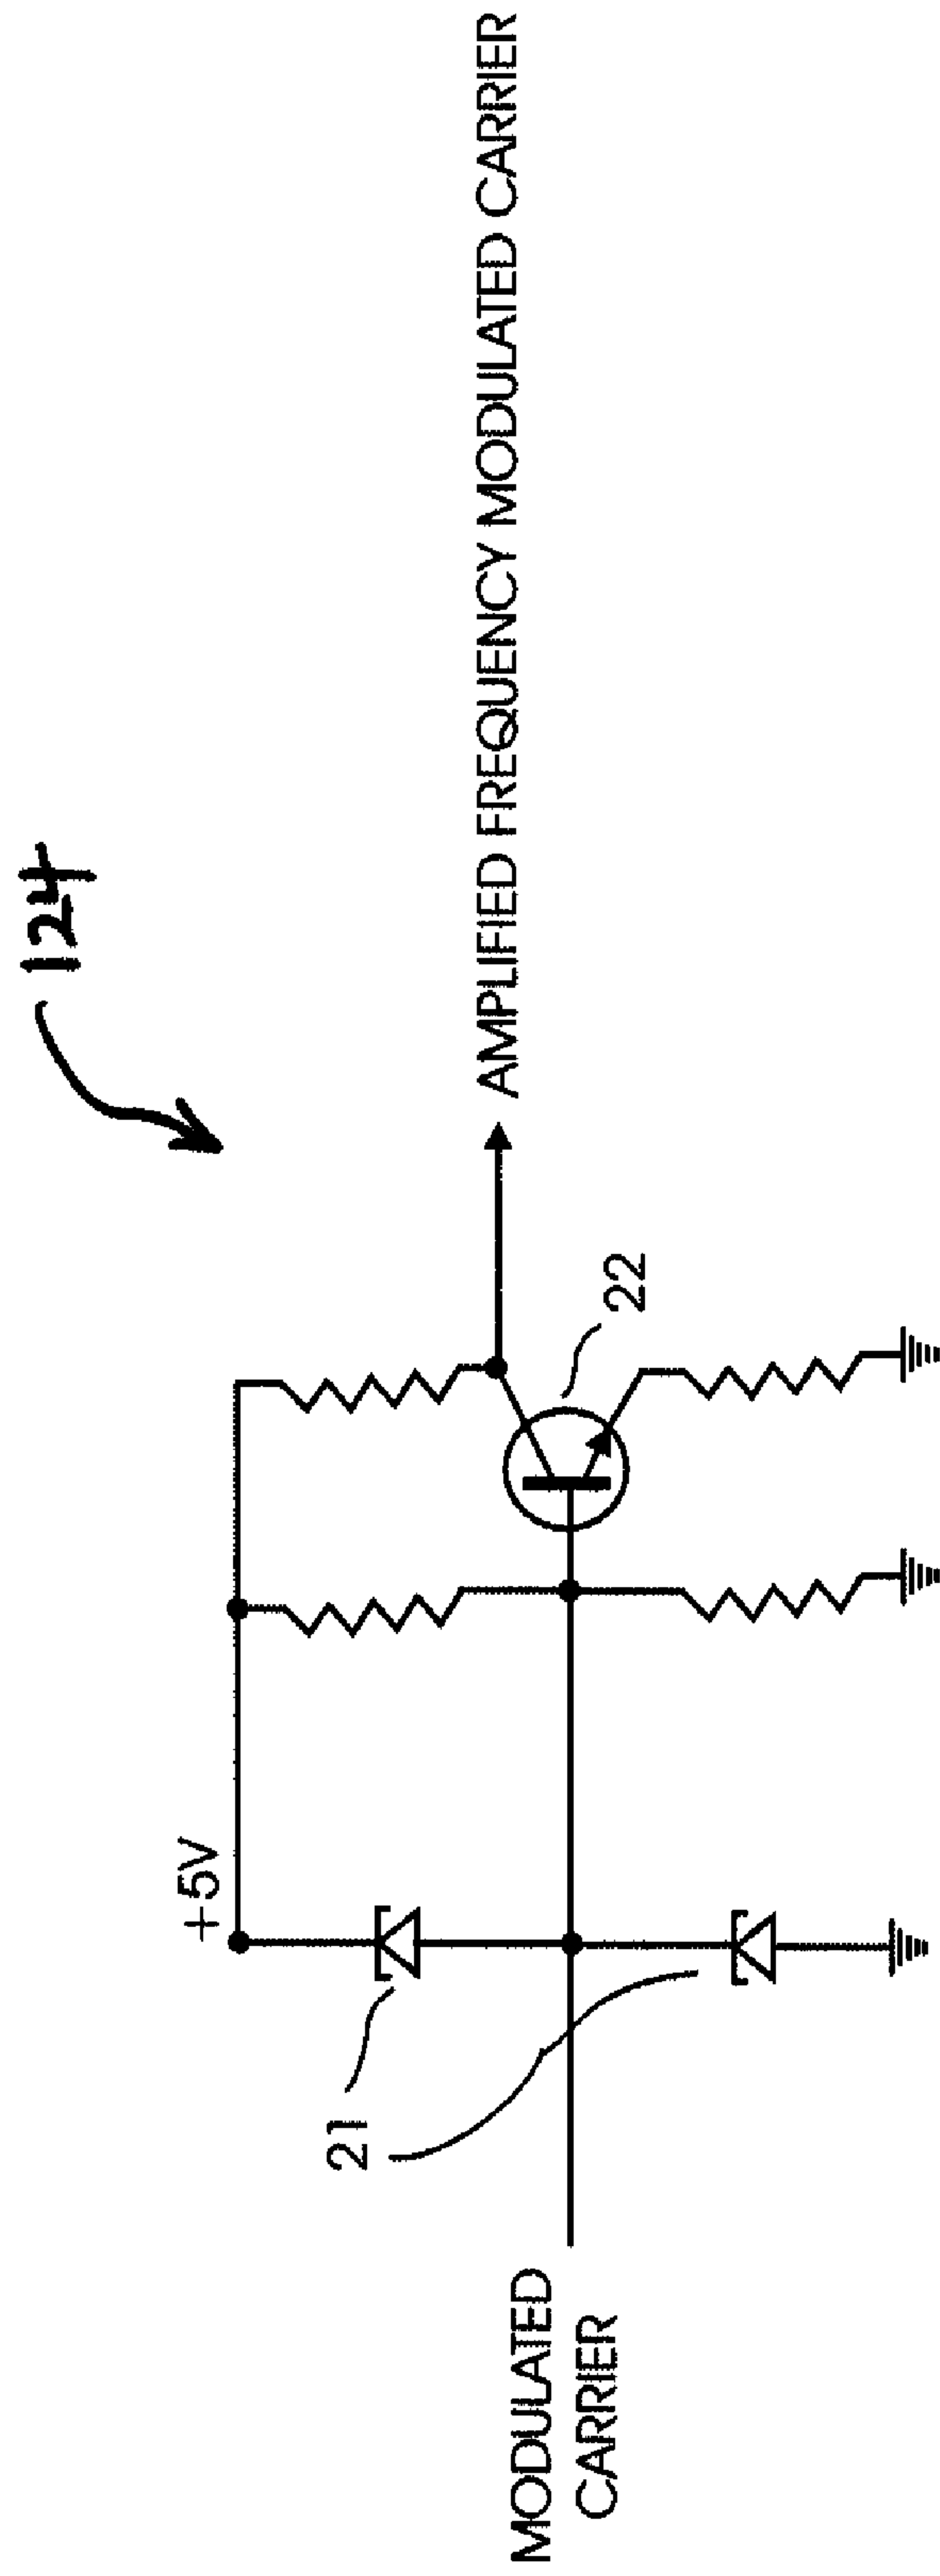 124
+5V
21
22
MODULATED
CARRIER
AMPLIFIED FREQUENCY MODULATED CARRIER